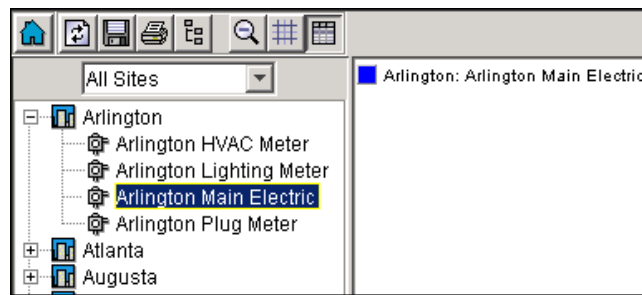 All Sites
Arlington
Arlington HVAC Meter
Arlington Lighting Meter
Arlington Main Electric
Arlington Plug Meter
Atlanta
Augusta
Arlington: Arlington Main Electric